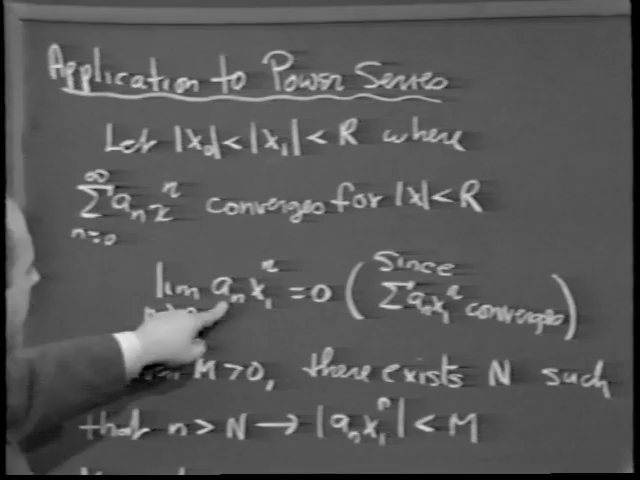 Application to Power Series
Let |x₀| < |x₁| < R where
∞
∑ aₙxⁿ converges for |x| < R
n=0
lim aₙx₁ⁿ = 0 (Since ∑aₙx₁ⁿ converges)
M > 0, there exists N such
that n > N → |aₙx₁ⁿ| < M